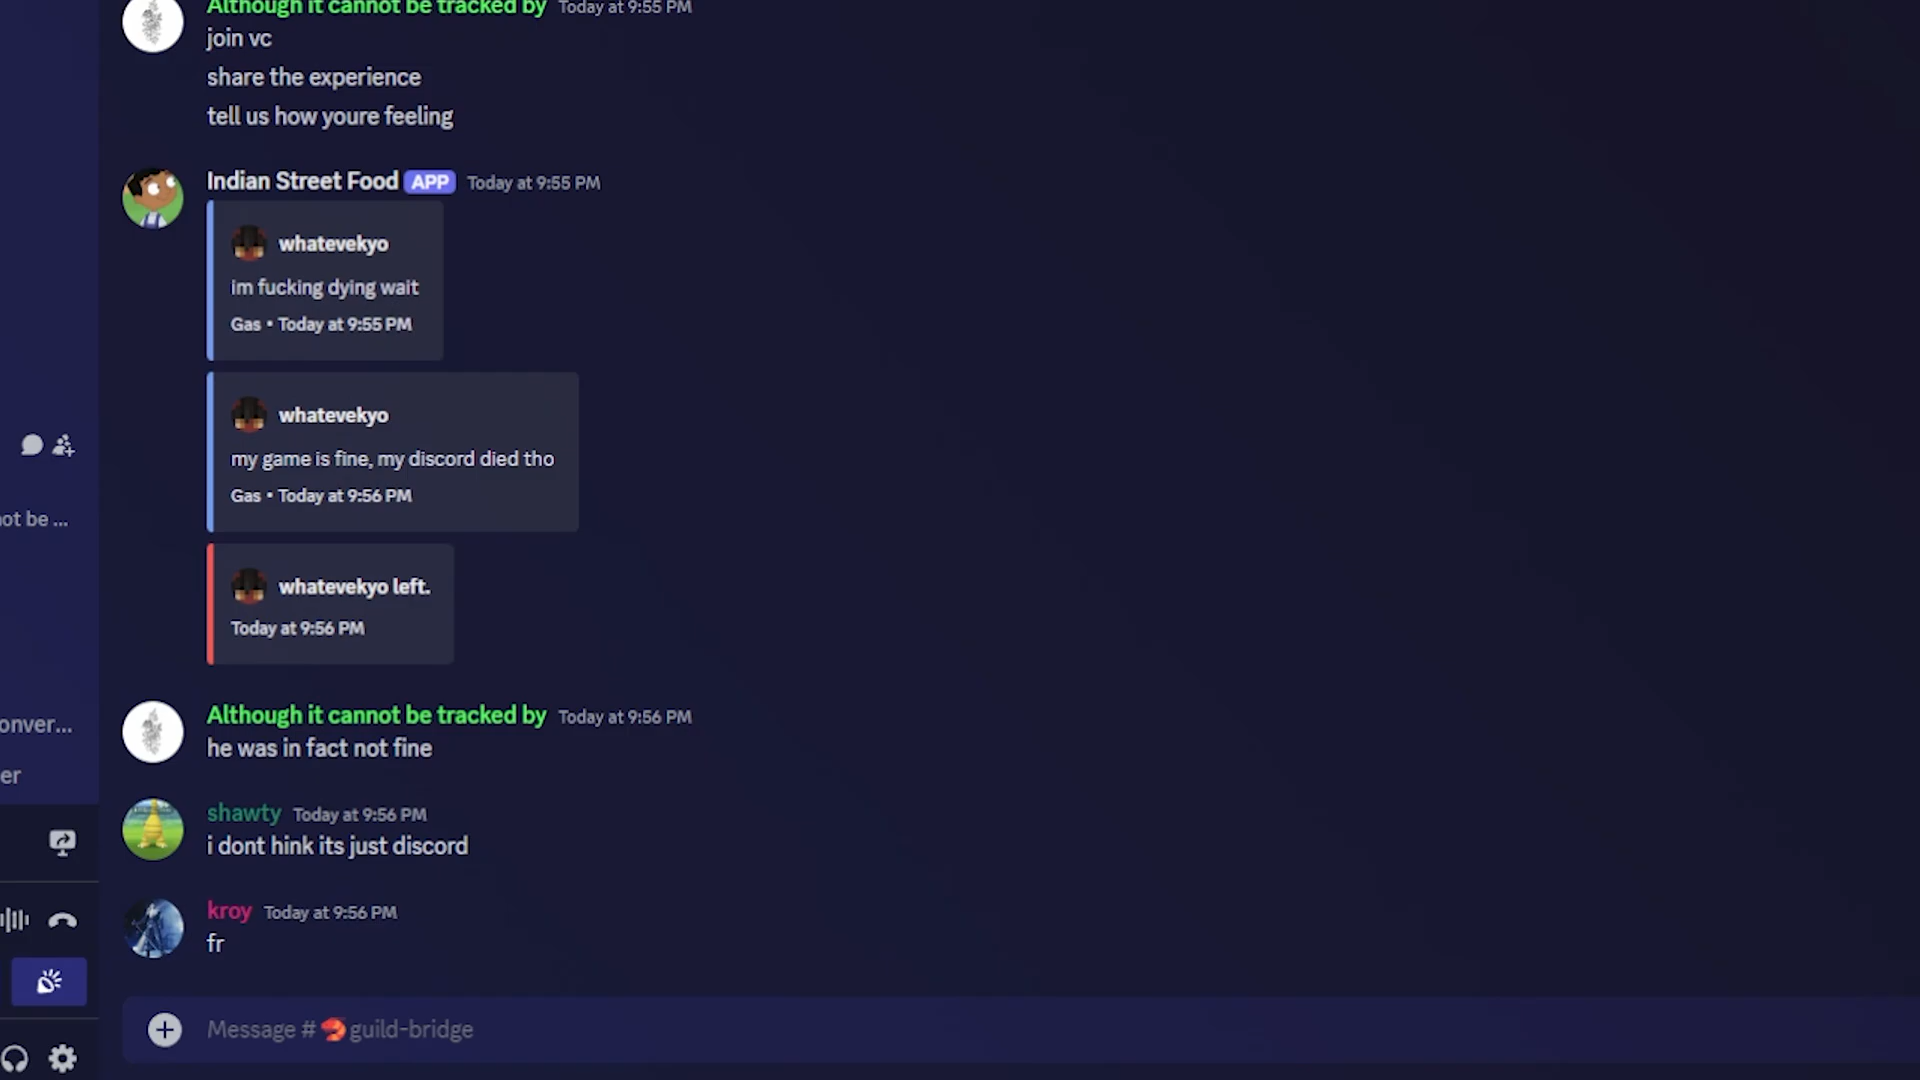 Although it cannot be tracked by Today at 9:55 PM
join vc
share the experience
tell us how youre feeling
Indian Street Food APP Today at 9:55 PM
whatevekyo
im fucking dying wait
Gas • Today at 9:55 PM
whatevekyo
my game is fine, my discord died tho
Gas • Today at 9:56 PM
not be ...
whatevekyo left.
Today at 9:56 PM
Although it cannot be tracked by Today at 9:56 PM
onver...
he was in fact not fine
er
shawty Today at 9:56 PM
i dont hink its just discord
kroy Today at 9:56 PM
fr
Message # guild-bridge